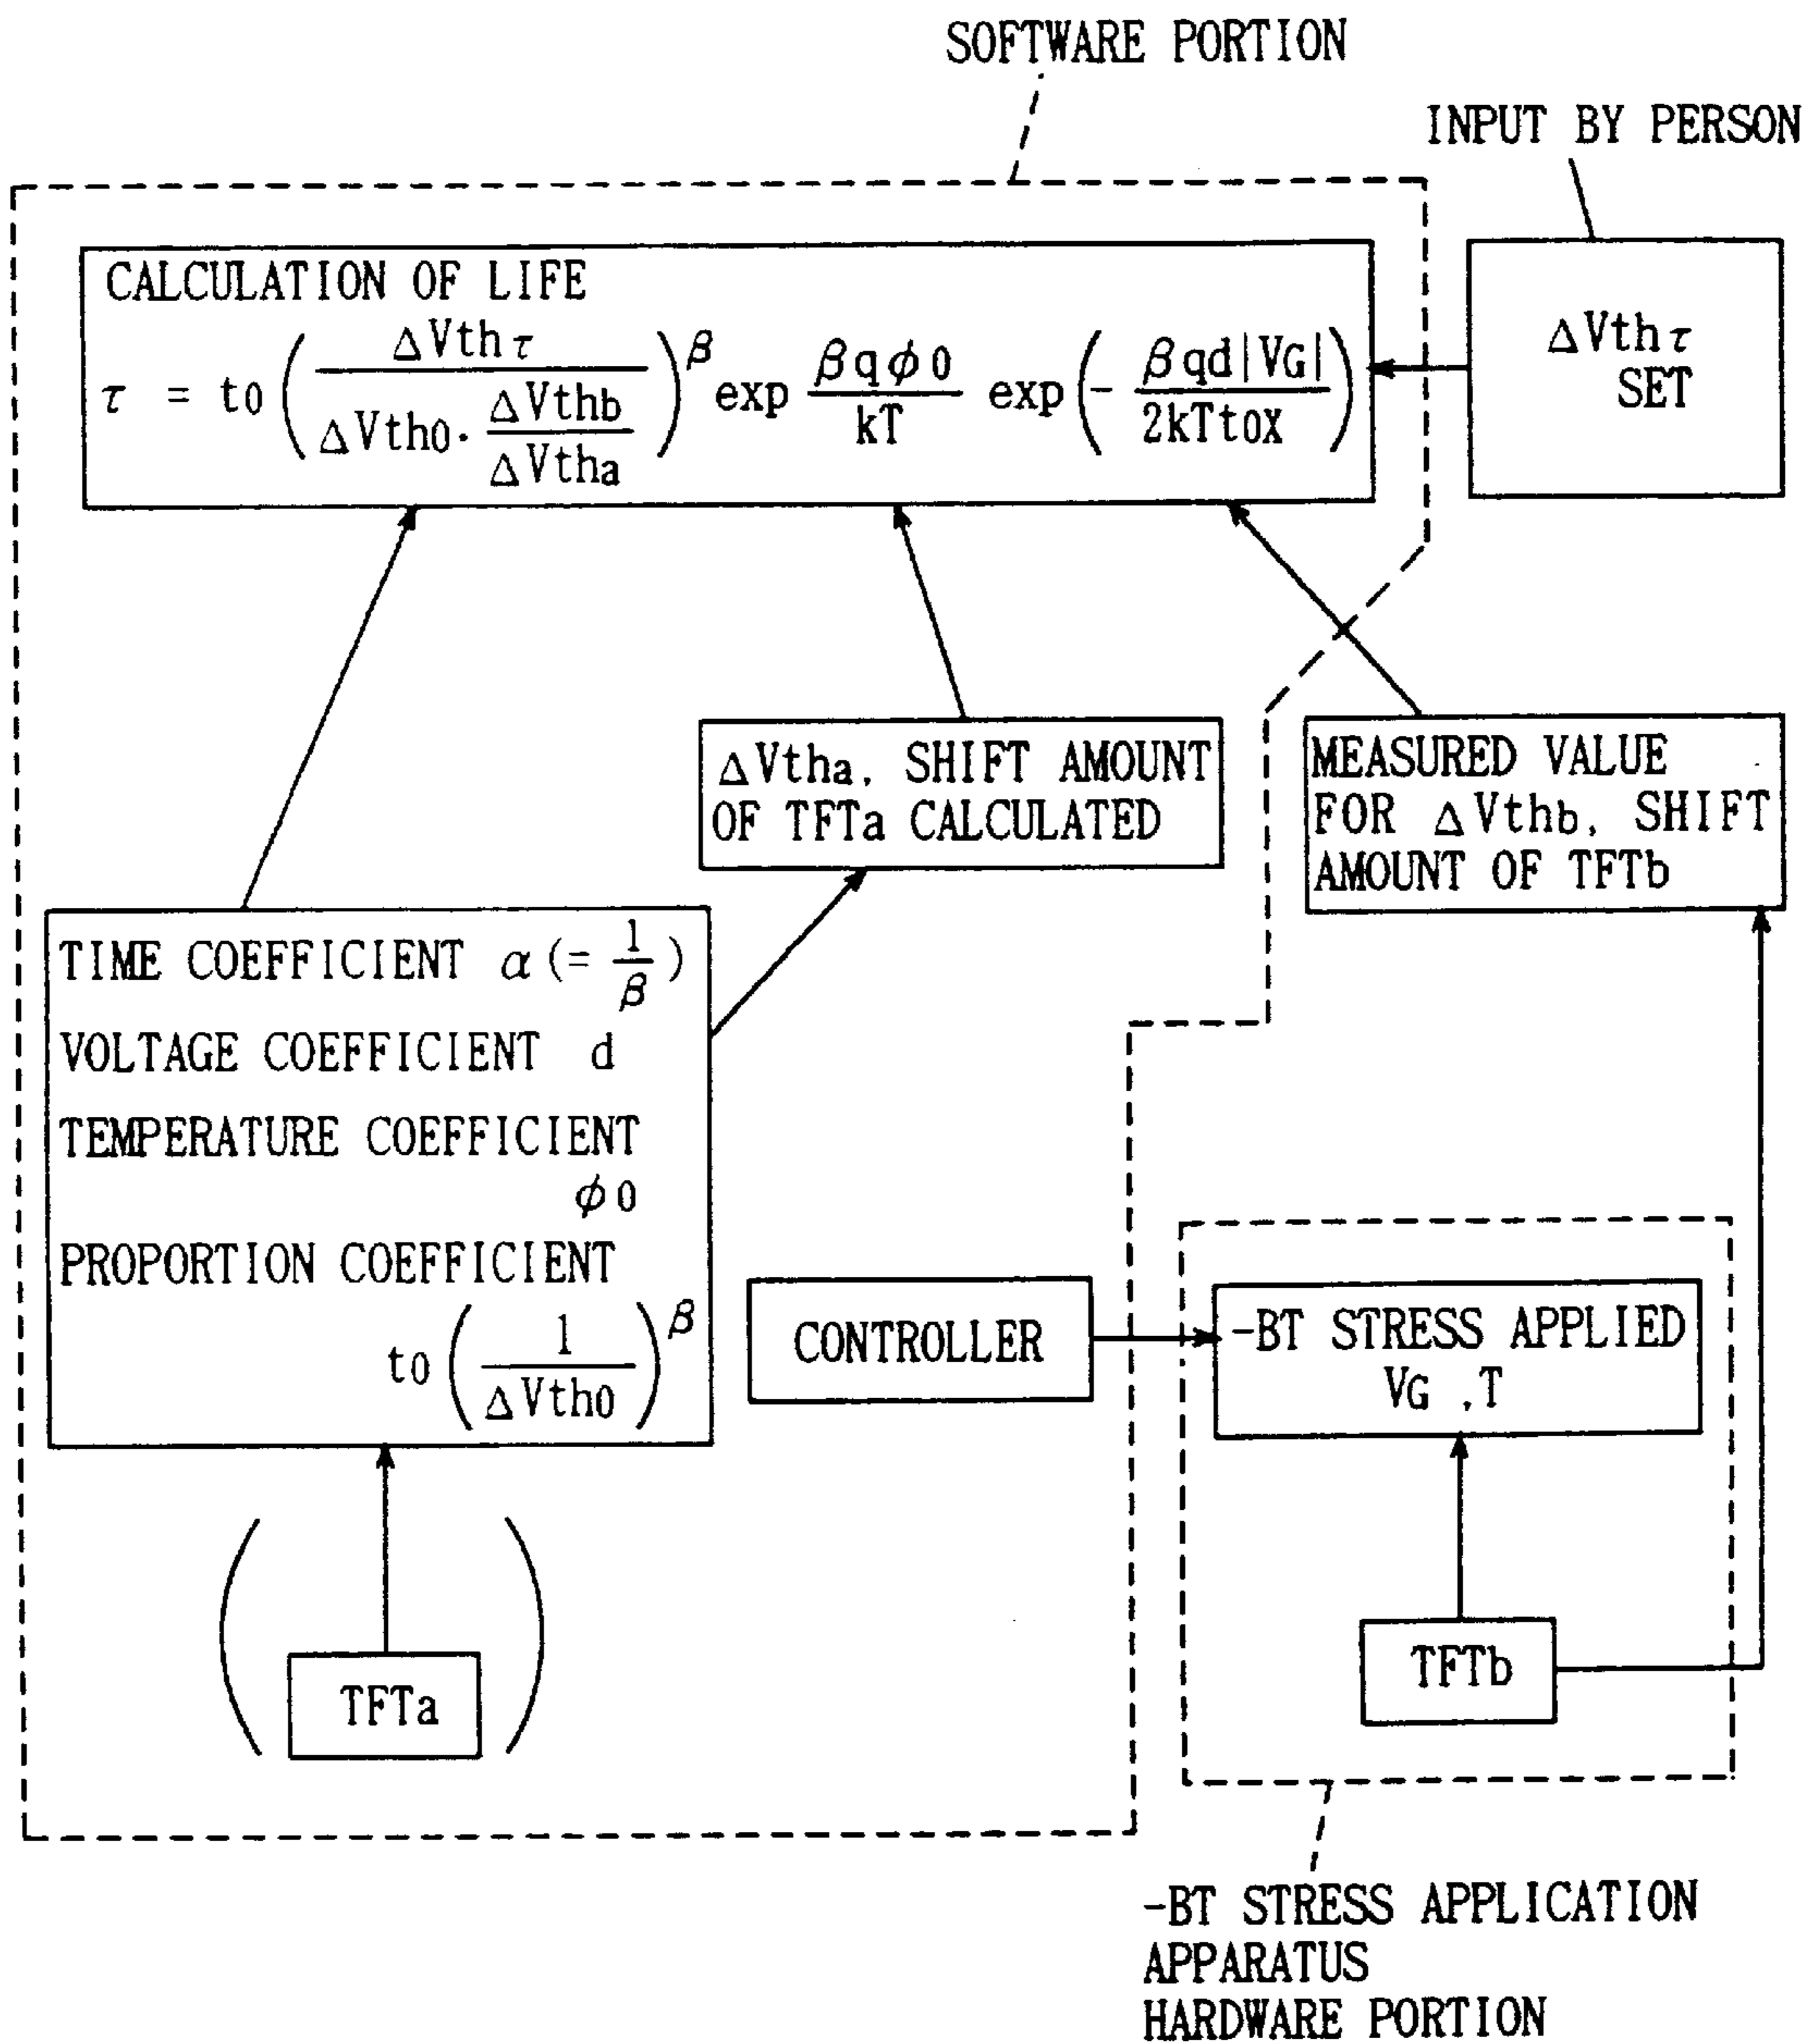 SOFTWARE PORTION
INPUT BY PERSON
CALCULATION OF LIFE
τ = t0 ( ΔVthτ / ( ΔVth0 · ΔVthb / ΔVtha ) )^β exp βqφ0 / kT exp ( - βqd|VG| / 2kTtox )
ΔVthτ
SET
ΔVtha, SHIFT AMOUNT
OF TFTa CALCULATED
MEASURED VALUE
FOR ΔVthb, SHIFT
AMOUNT OF TFTb
TIME COEFFICIENT α (= 1/β )
VOLTAGE COEFFICIENT d
TEMPERATURE COEFFICIENT
φ0
PROPORTION COEFFICIENT
t0 ( 1 / ΔVth0 )^β
CONTROLLER
-BT STRESS APPLIED
VG ,T
TFTa
TFTb
-BT STRESS APPLICATION
APPARATUS
HARDWARE PORTION